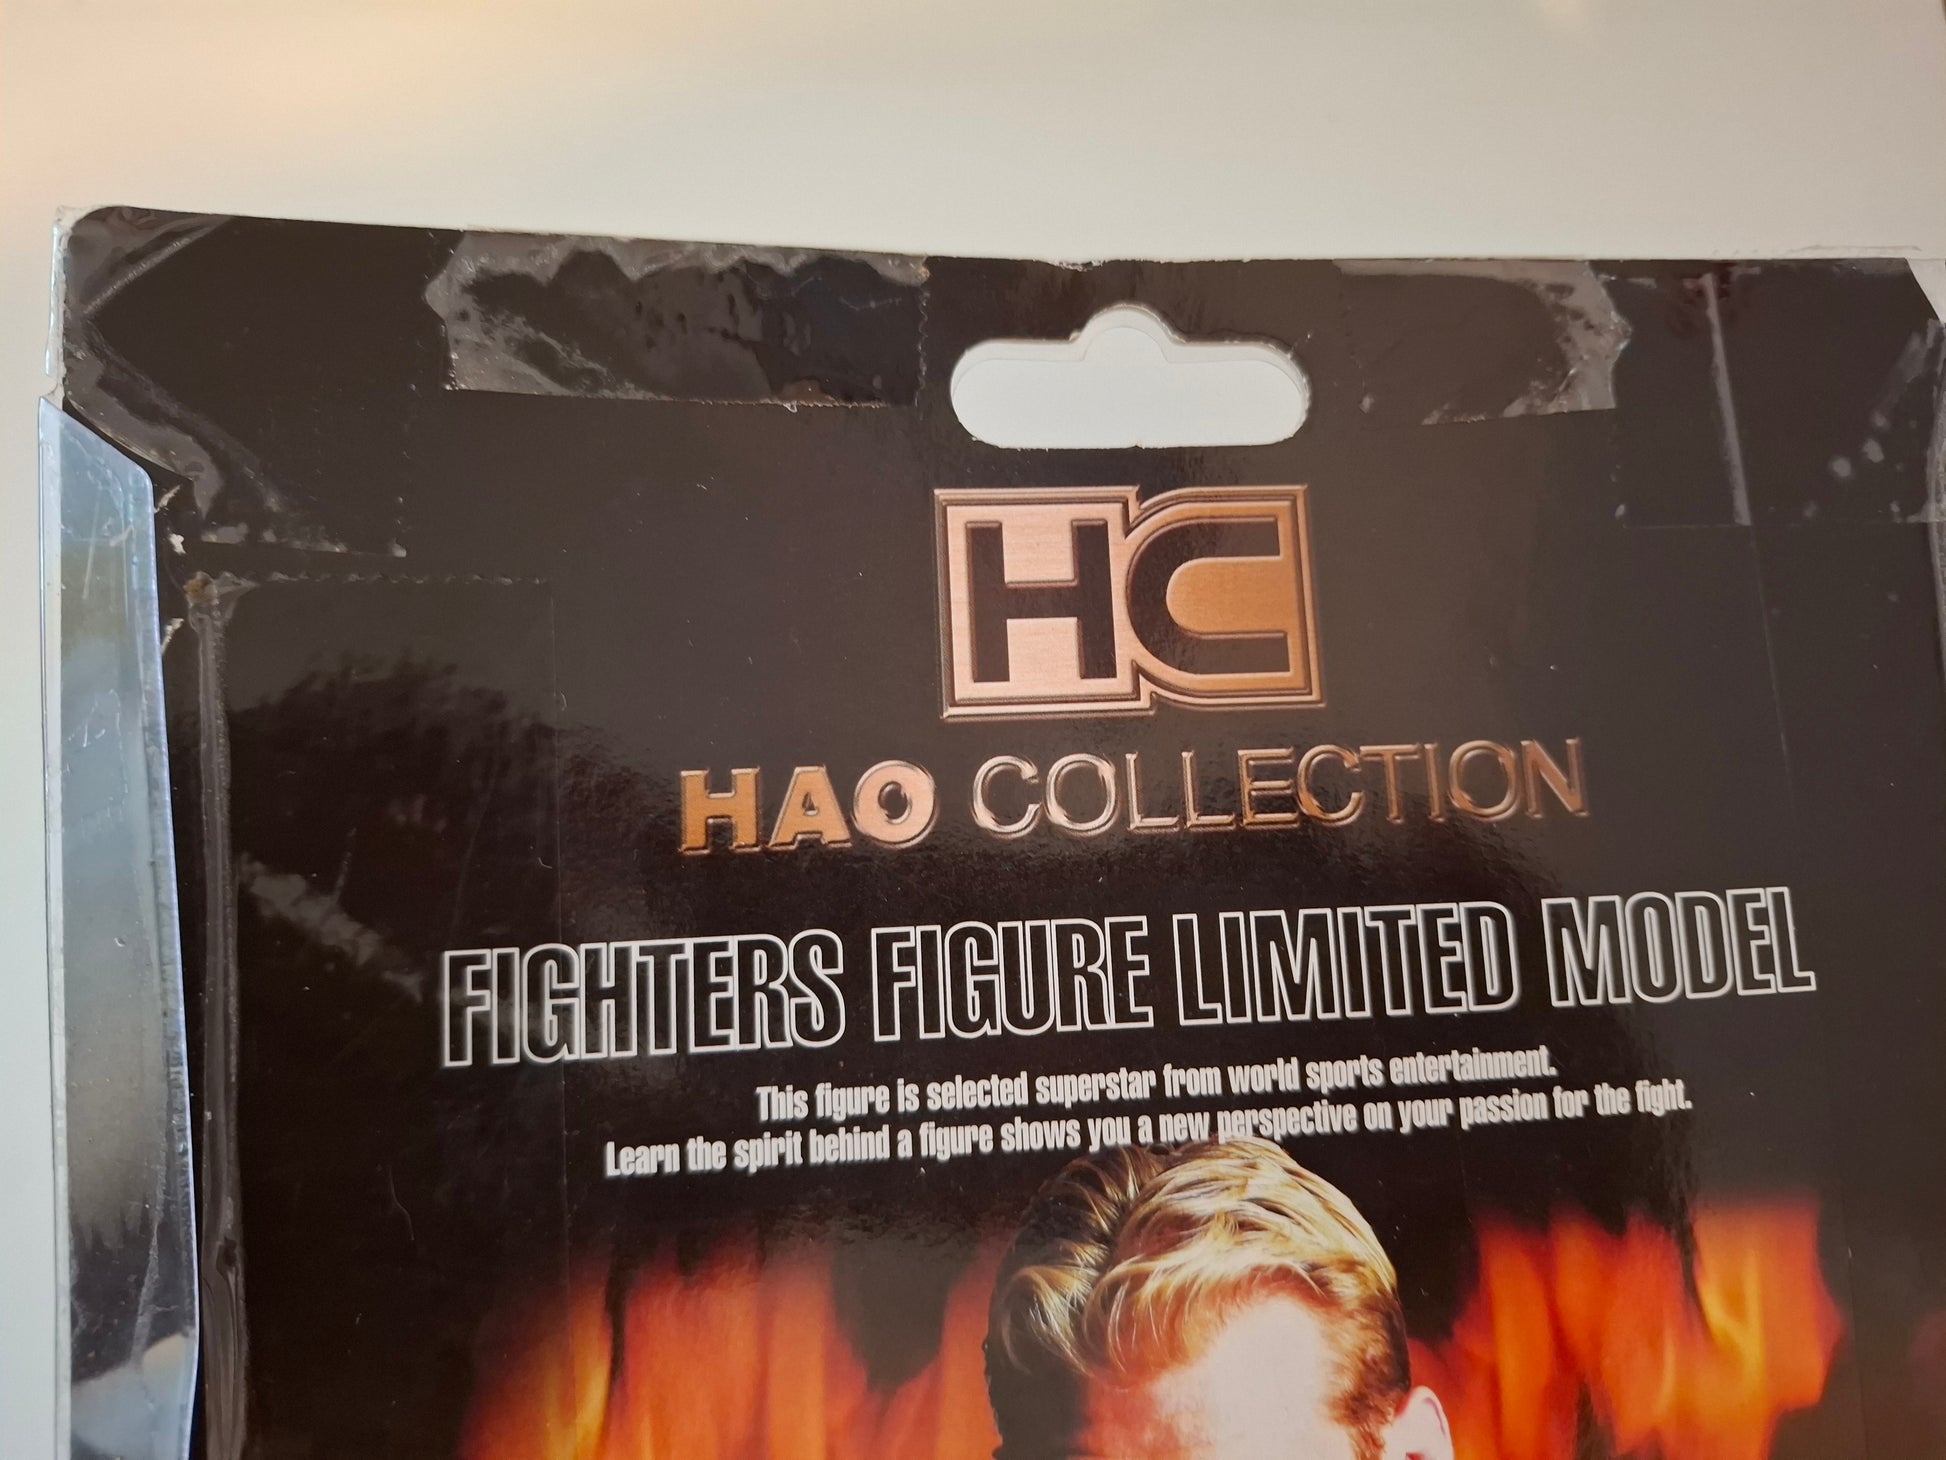 HC
HAO COLLECTION
FIGHTERS FIGURE LIMITED MODEL
This figure is selected superstar from world sports entertainment.
Learn the spirit behind a figure shows you a new perspective on your passion for the fight.